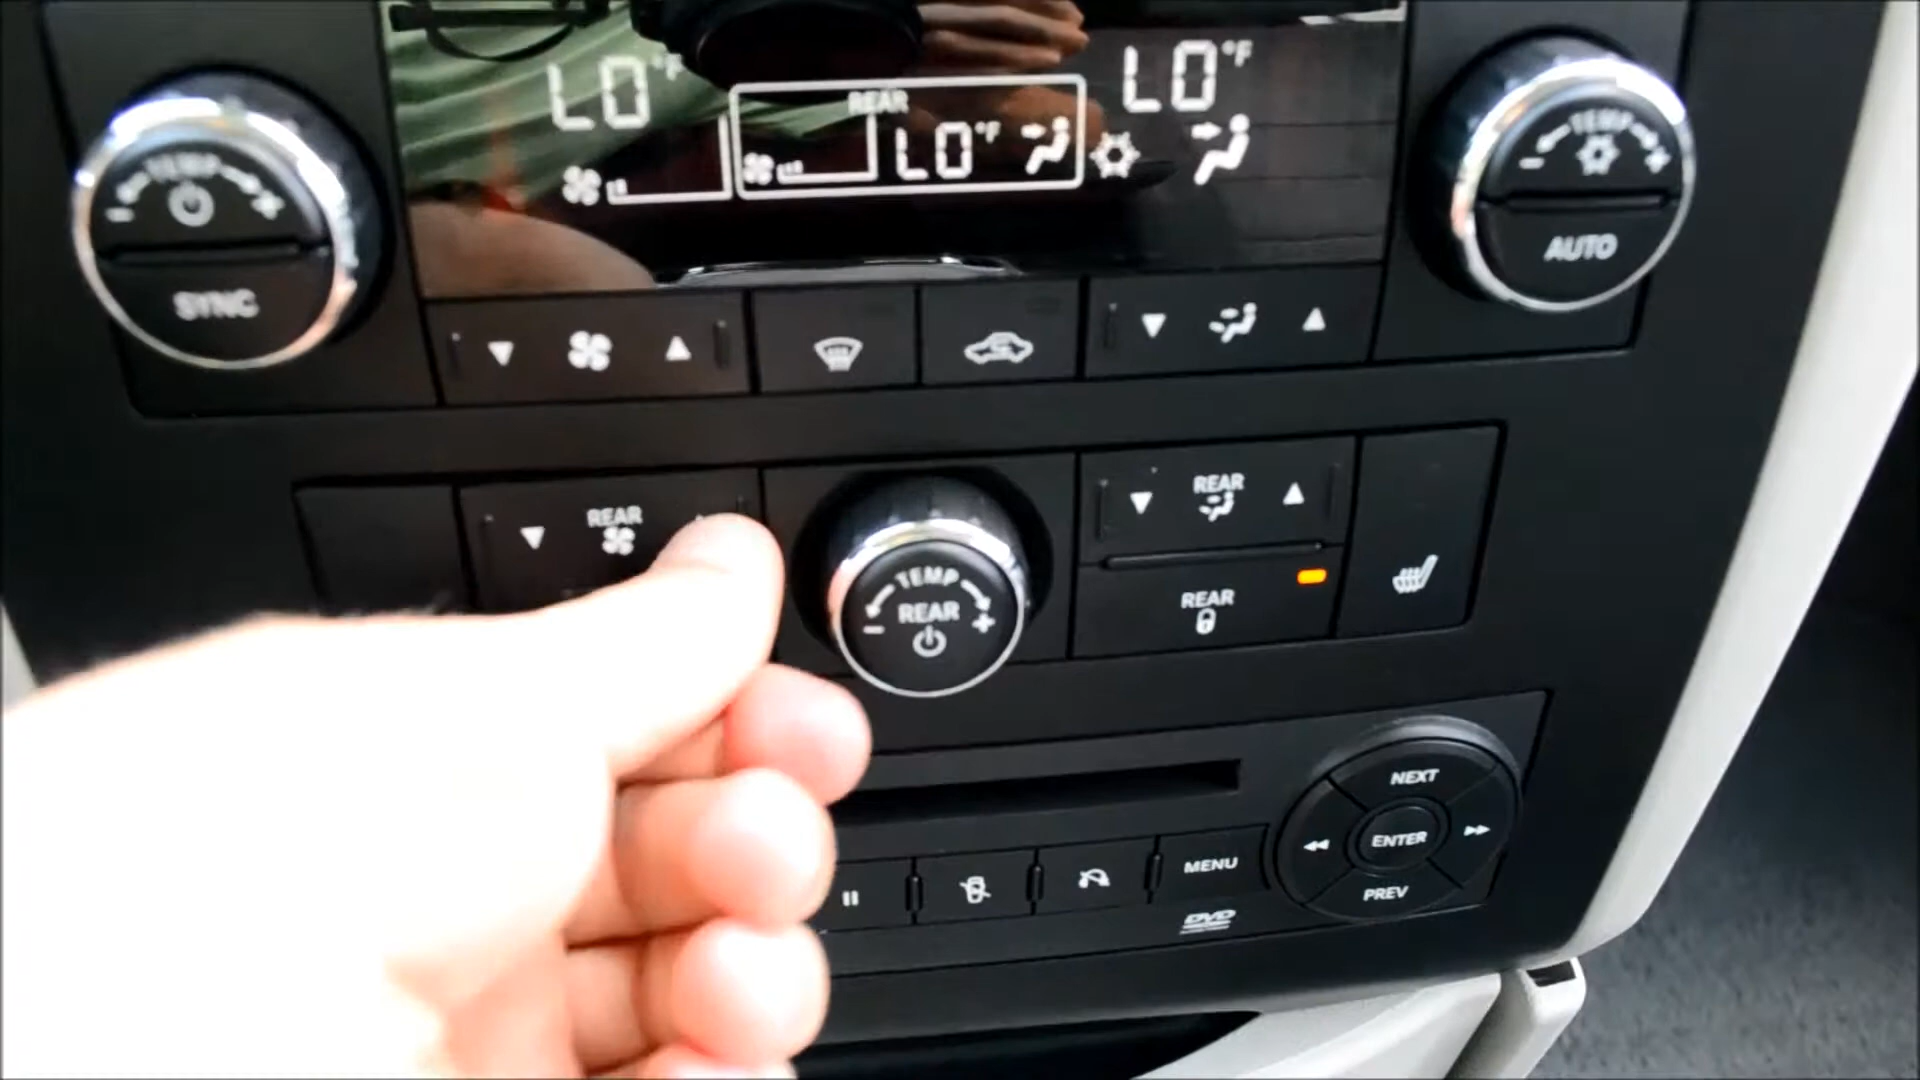 LO°F
REAR
LO°F
LO°F
TEMP
- +
SYNC
TEMP
- +
AUTO
REAR
TEMP
REAR
- +
REAR
REAR
NEXT
ENTER
PREV
MENU
DVD